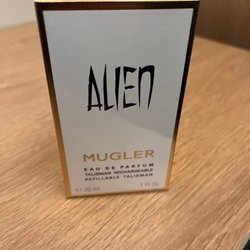 ALIEN
MUGLER
EAU DE PARFUM
TALISMAN RECHARGEABLE
REFILLABLE TALISMAN
e 30 mL 1 Fl.Oz.